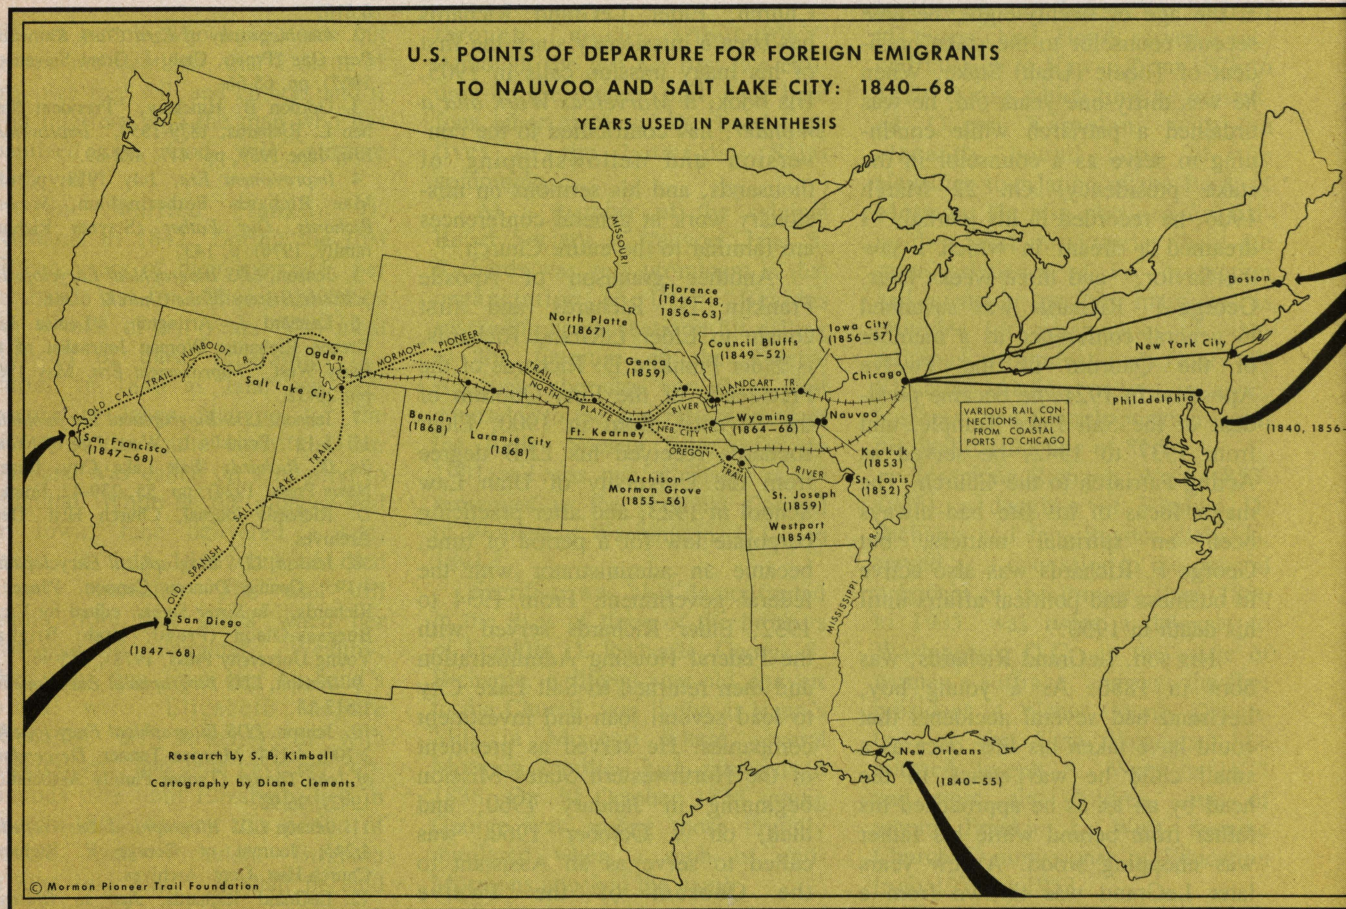 U.S. POINTS OF DEPARTURE FOR FOREIGN EMIGRANTS
TO NAUVOO AND SALT LAKE CITY: 1840–68
YEARS USED IN PARENTHESIS
MISSOURI
Florence
(1846–48,
1856–63)
North Platte
(1867)
Council Bluffs
(1849–52)
Iowa City
(1856–57)
Boston
New York City
Philadelphia
(1840, 1856–
Chicago
Genoa
(1859)
HUMBOLDT R.
OLD CAL TRAIL
Ogden
Salt Lake City
MORMON PIONEER TRAIL
NORTH PLATTE RIVER
HANDCART TR
Benton
(1868)
Laramie City
(1868)
Ft. Kearney
Wyoming
(1864–66)
NEB CITY TR
Nauvoo
VARIOUS RAIL CON-
NECTIONS TAKEN
FROM COASTAL
PORTS TO CHICAGO
San Francisco
(1847–68)
OREGON TRAIL
Keokuk
(1853)
RIVER
St. Louis
(1852)
Atchison
Mormon Grove
(1855–56)
St. Joseph
(1859)
Westport
(1854)
OLD SPANISH SALT LAKE TRAIL
San Diego
(1847–68)
MISSISSIPPI R.
New Orleans
(1840–55)
Research by S. B. Kimball
Cartography by Diane Clements
© Mormon Pioneer Trail Foundation